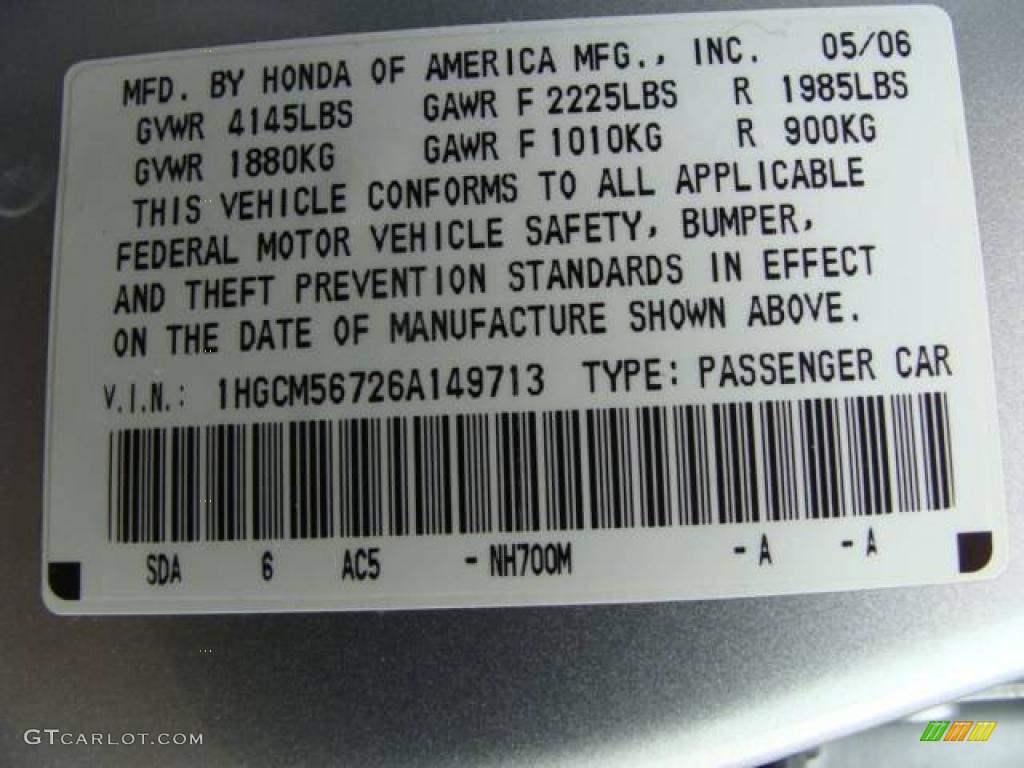 MFD. BY HONDA OF AMERICA MFG., INC. 05/06
GVWR 4145LBS GAWR F 2225LBS R 1985LBS
GVWR 1880KG GAWR F 1010KG R 900KG
THIS VEHICLE CONFORMS TO ALL APPLICABLE
FEDERAL MOTOR VEHICLE SAFETY, BUMPER,
AND THEFT PREVENTION STANDARDS IN EFFECT
ON THE DATE OF MANUFACTURE SHOWN ABOVE.
V.I.N.: 1HGCM56726A149713 TYPE: PASSENGER CAR
SDA 6 AC5 - NH700M - A - A
GTCARLOT.COM